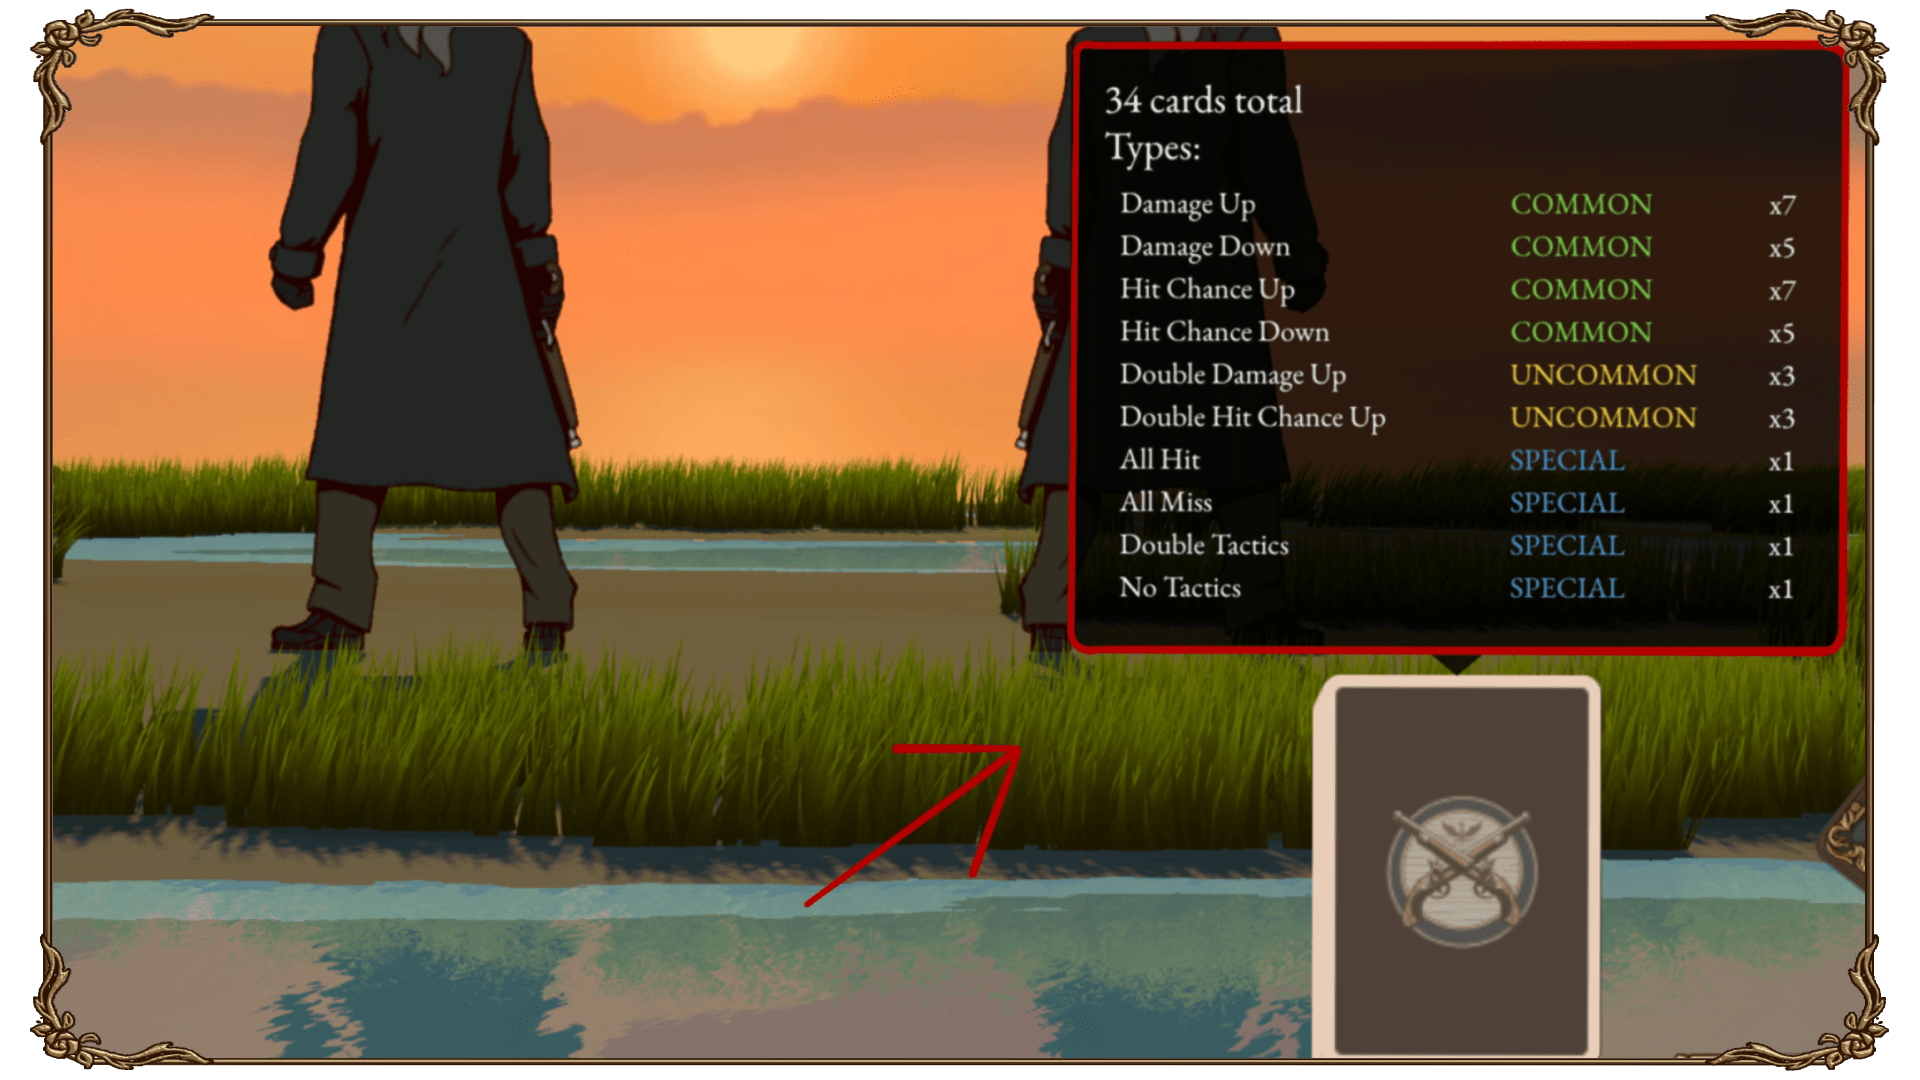 34 cards total
Types:
Damage Up COMMON x7
Damage Down COMMON x5
Hit Chance Up COMMON x7
Hit Chance Down COMMON x5
Double Damage Up UNCOMMON x3
Double Hit Chance Up UNCOMMON x3
All Hit SPECIAL x1
All Miss SPECIAL x1
Double Tactics SPECIAL x1
No Tactics SPECIAL x1